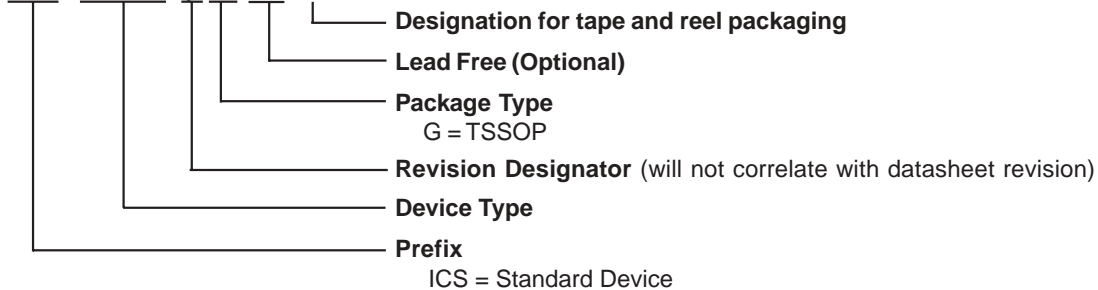 Designation for tape and reel packaging
Lead Free (Optional)
Package Type
G = TSSOP
Revision Designator (will not correlate with datasheet revision)
Device Type
Prefix
ICS = Standard Device